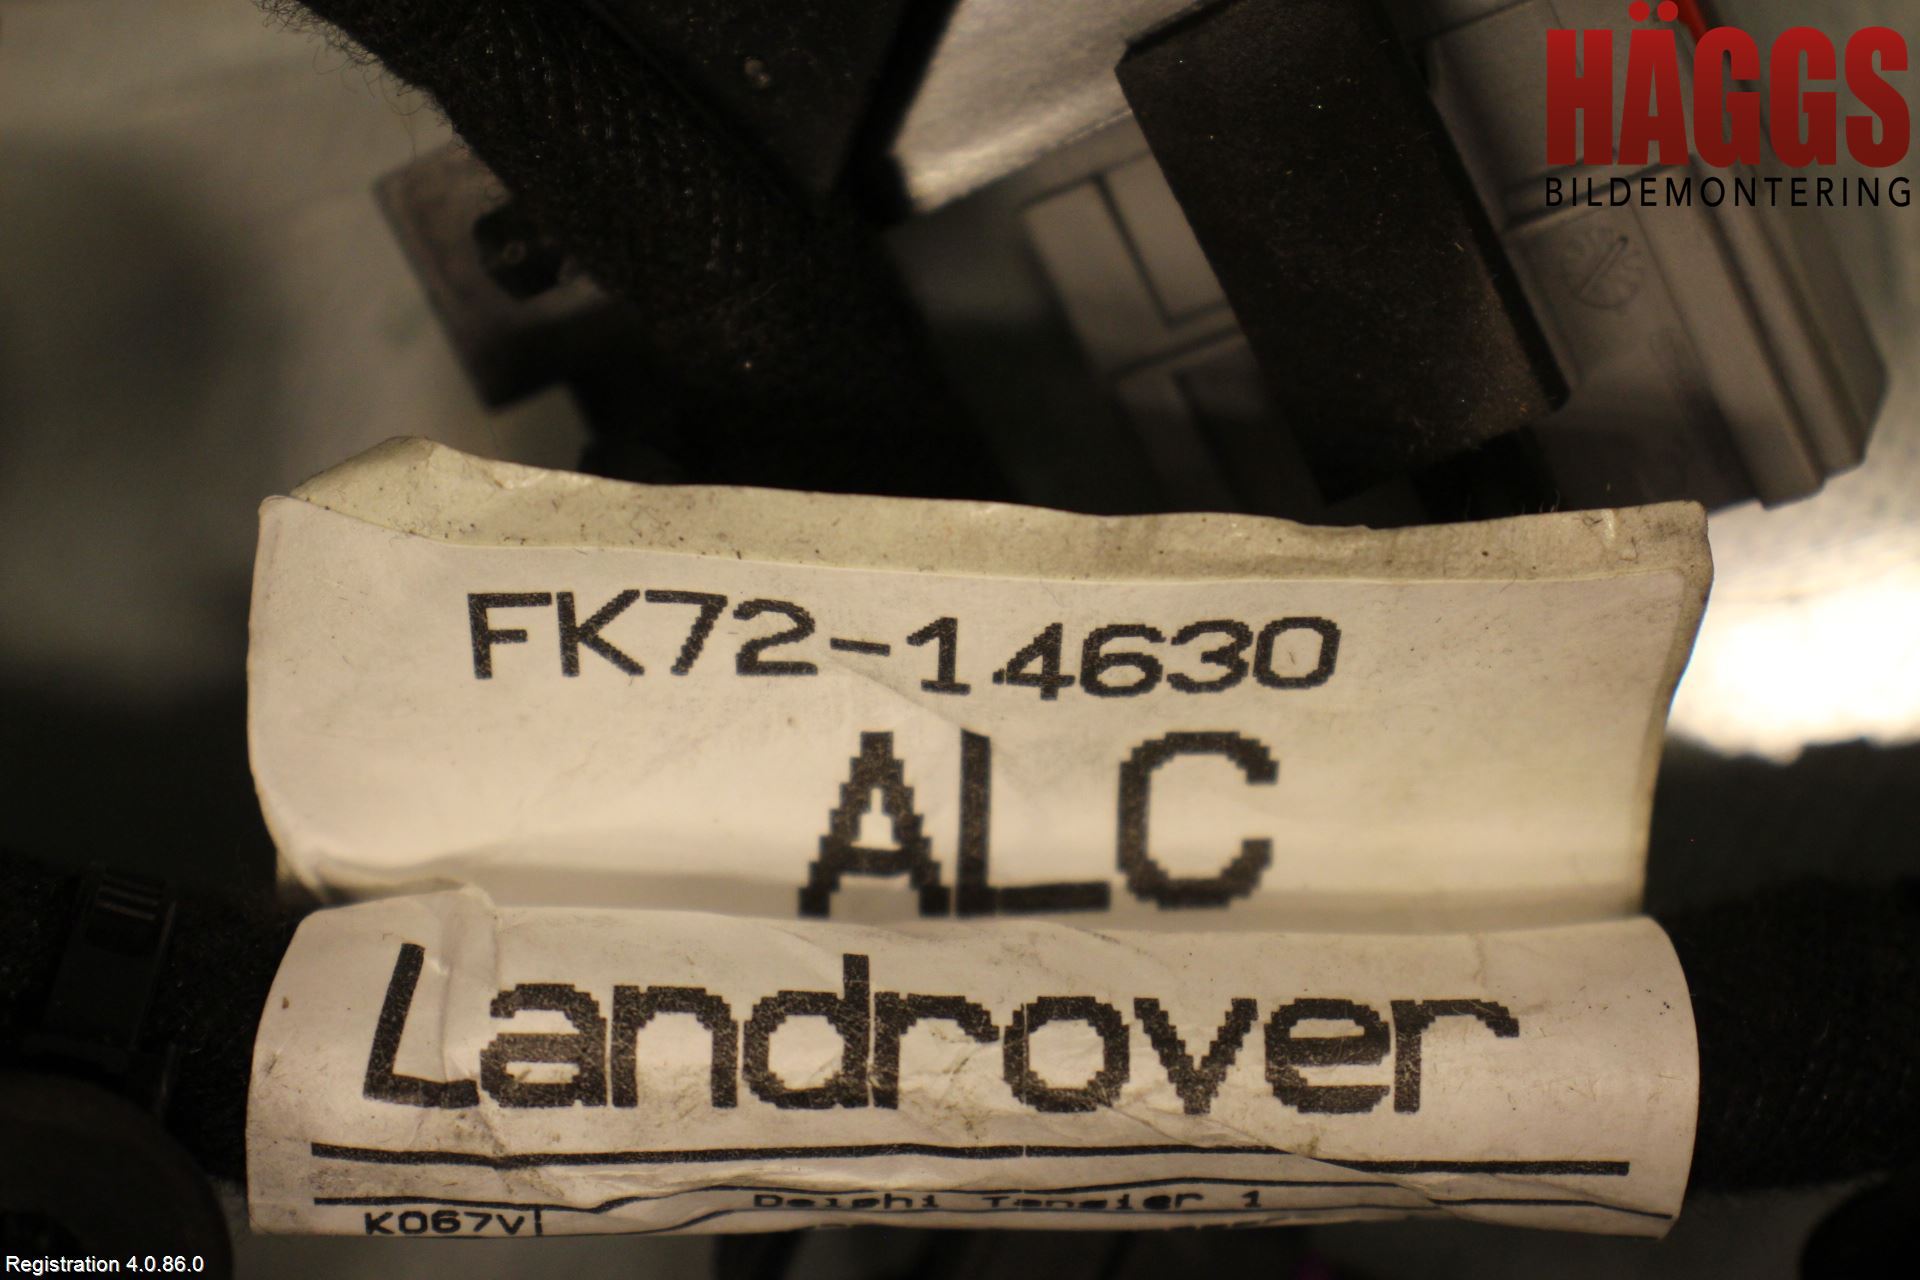 HÄGGS
BILDEMONTERING
FK72-14630
ALC
Landrover
Delphi Tangier 1
K067V
Registration 4.0.86.0